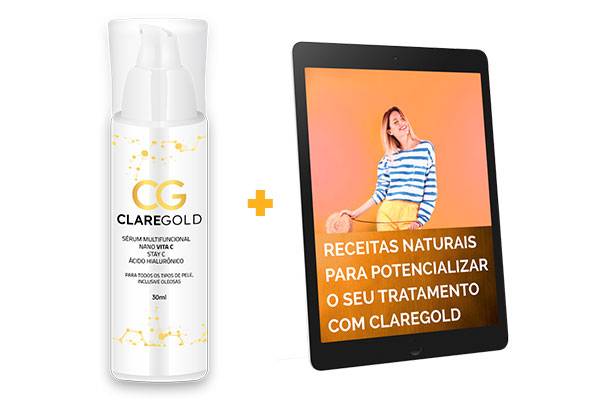 CG
CLAREGOLD
SÉRUM MULTIFUNCIONAL
NANO VITA C
STAY C
ÁCIDO HIALURÔNICO
PARA TODOS OS TIPOS DE PELE,
INCLUSIVE OLEOSAS
30ml
+
RECEITAS NATURAIS
PARA POTENCIALIZAR
O SEU TRATAMENTO
COM CLAREGOLD